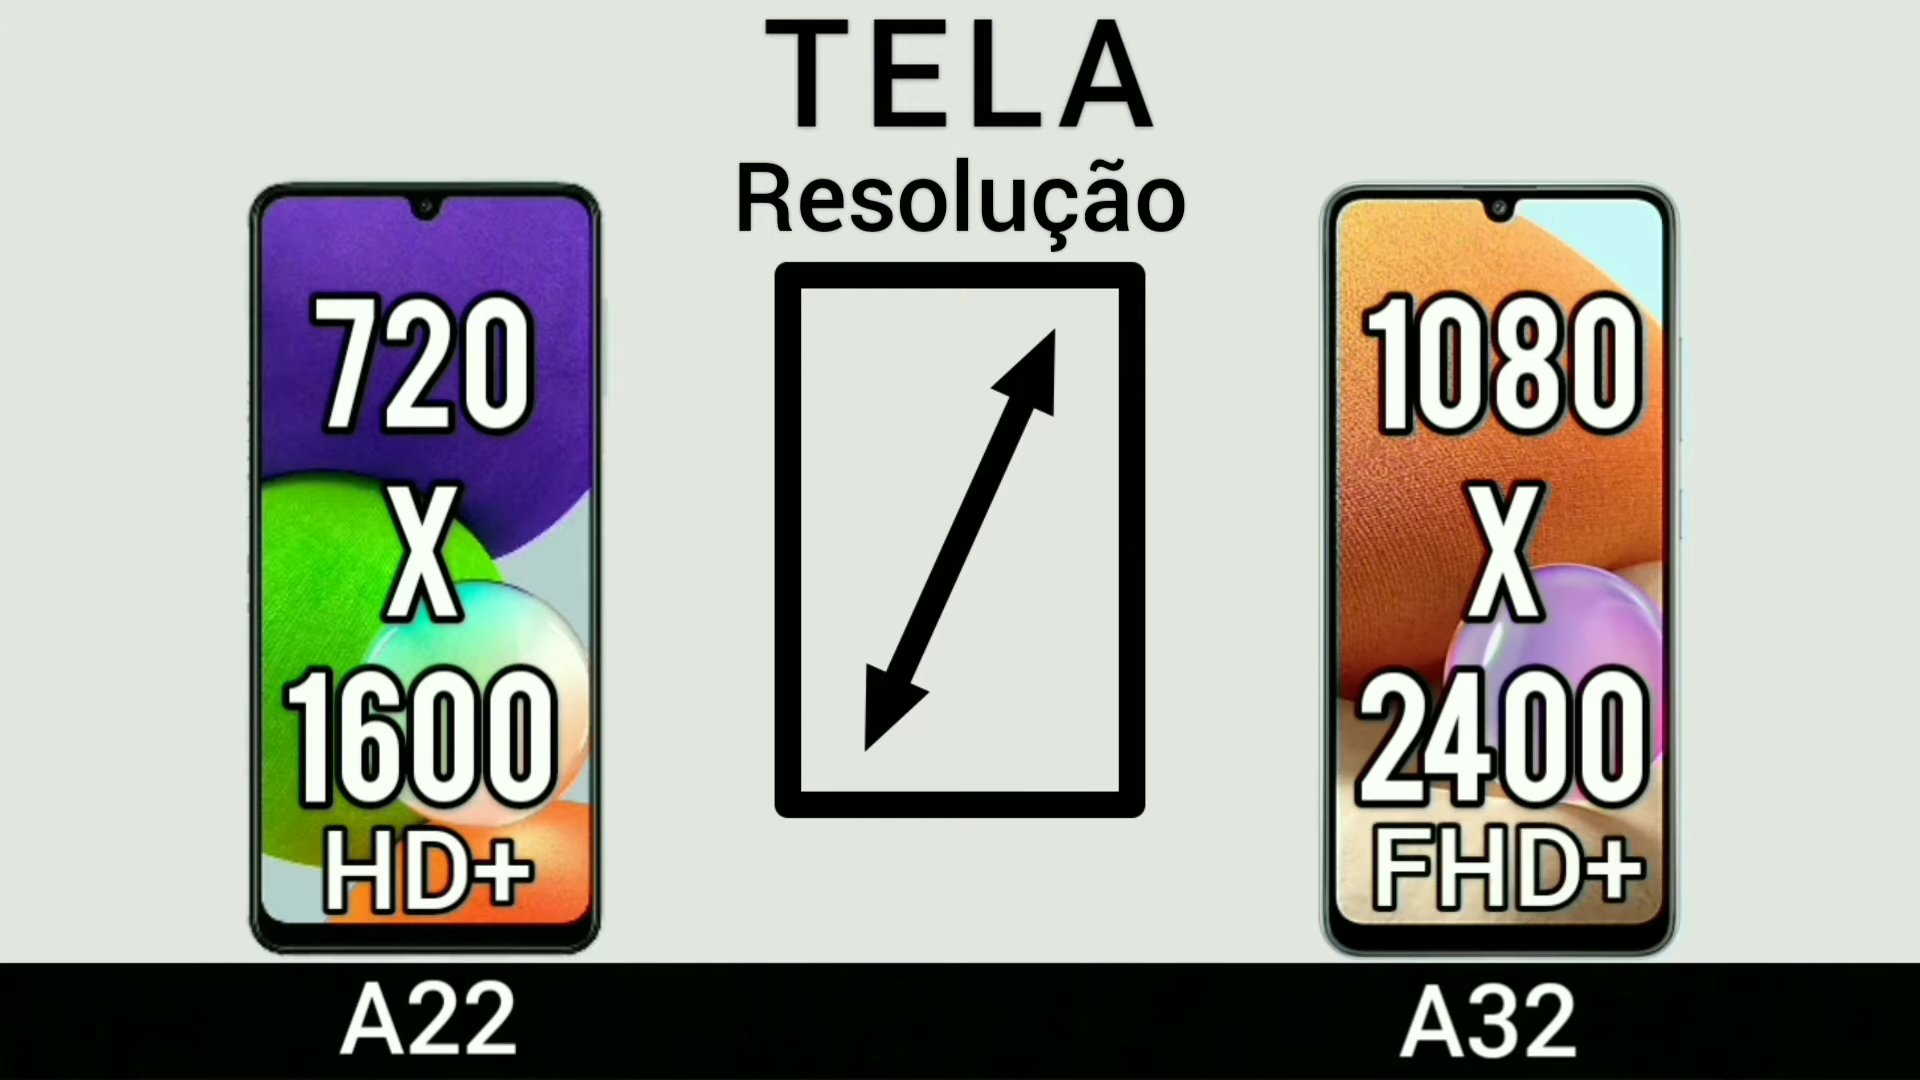 TELA
Resolução
720
X
1600
HD+
1080
X
2400
FHD+
A22
A32